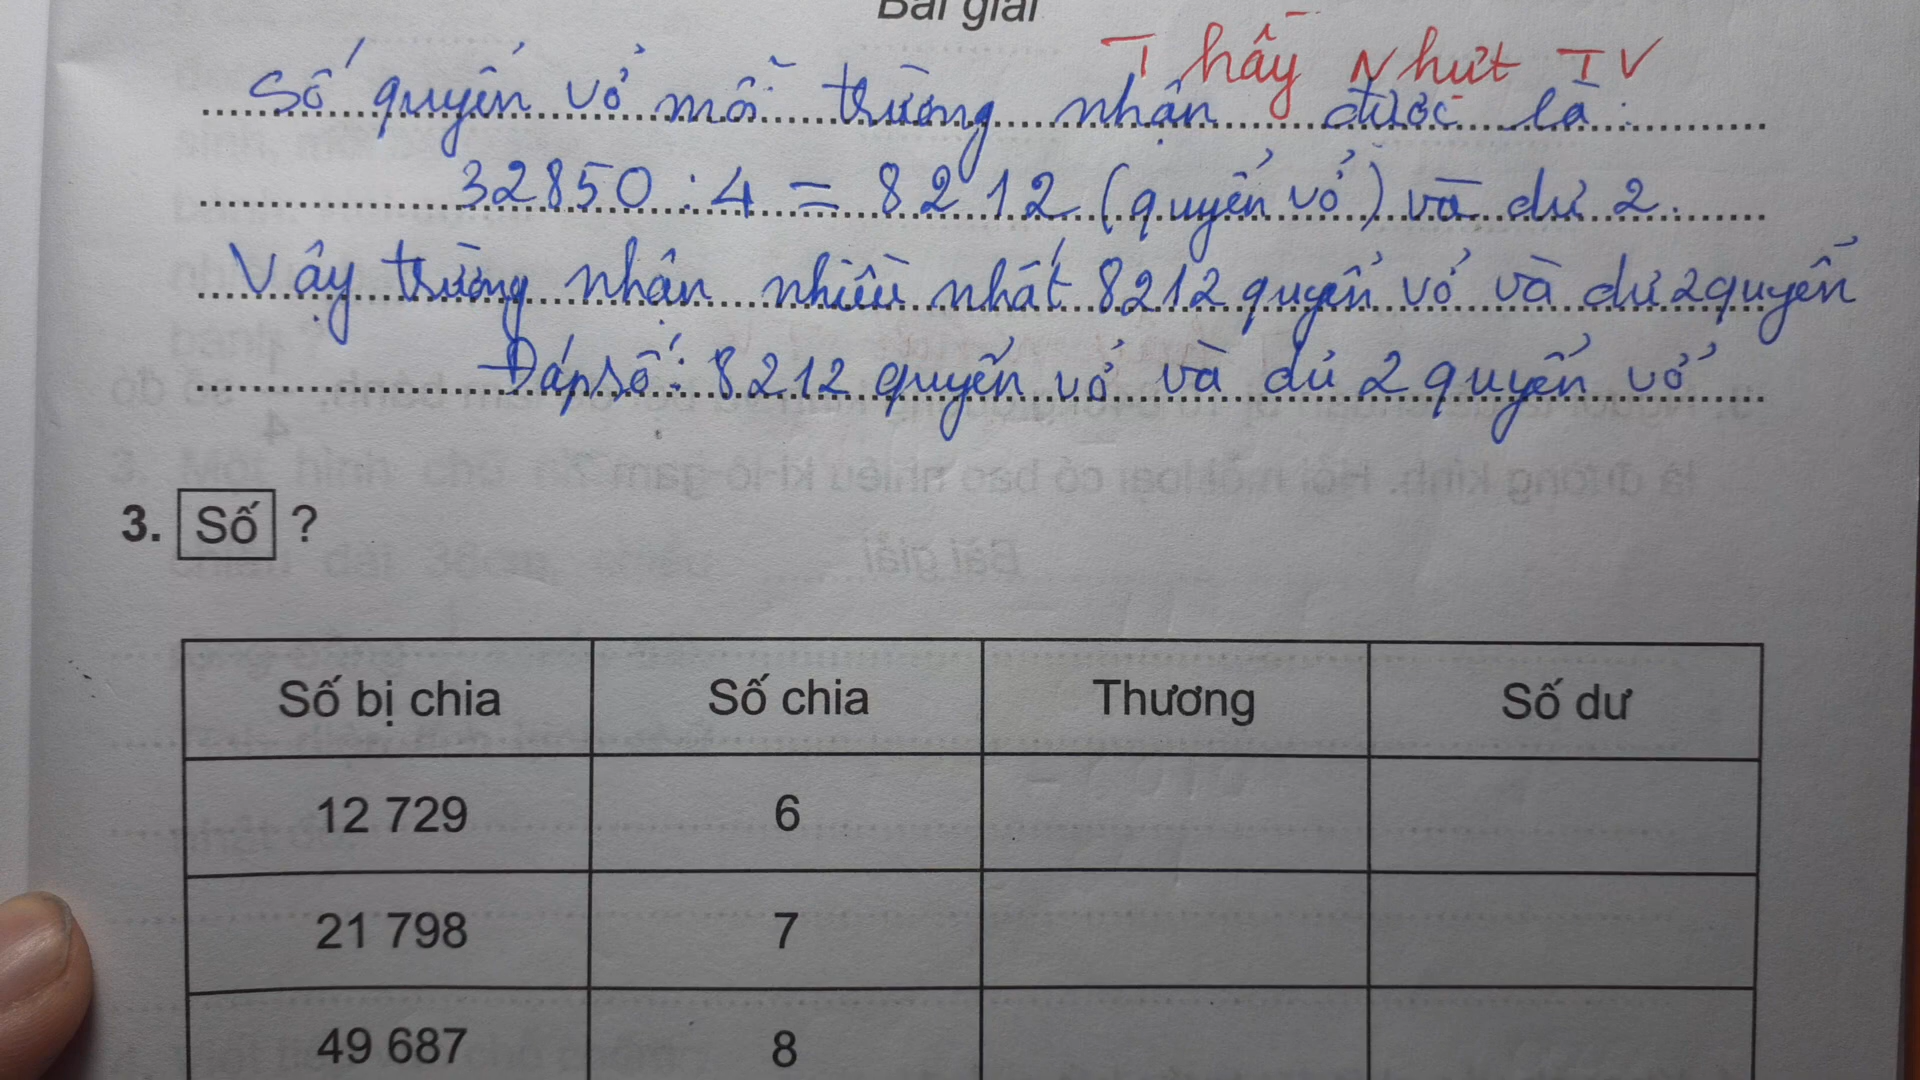 Bài giải
Thầy Nhựt TV
Số quyển vở mỗi trường nhận được là:
32850 : 4 = 8212 (quyển vở) và dư 2.
Vậy trường nhận nhiều nhất 8212 quyển vở và dư 2 quyển
Đáp số: 8212 quyển vở và dư 2 quyển vở
3. Số ?
Số bị chia Số chia Thương Số dư
12 729 6
21 798 7
49 687 8